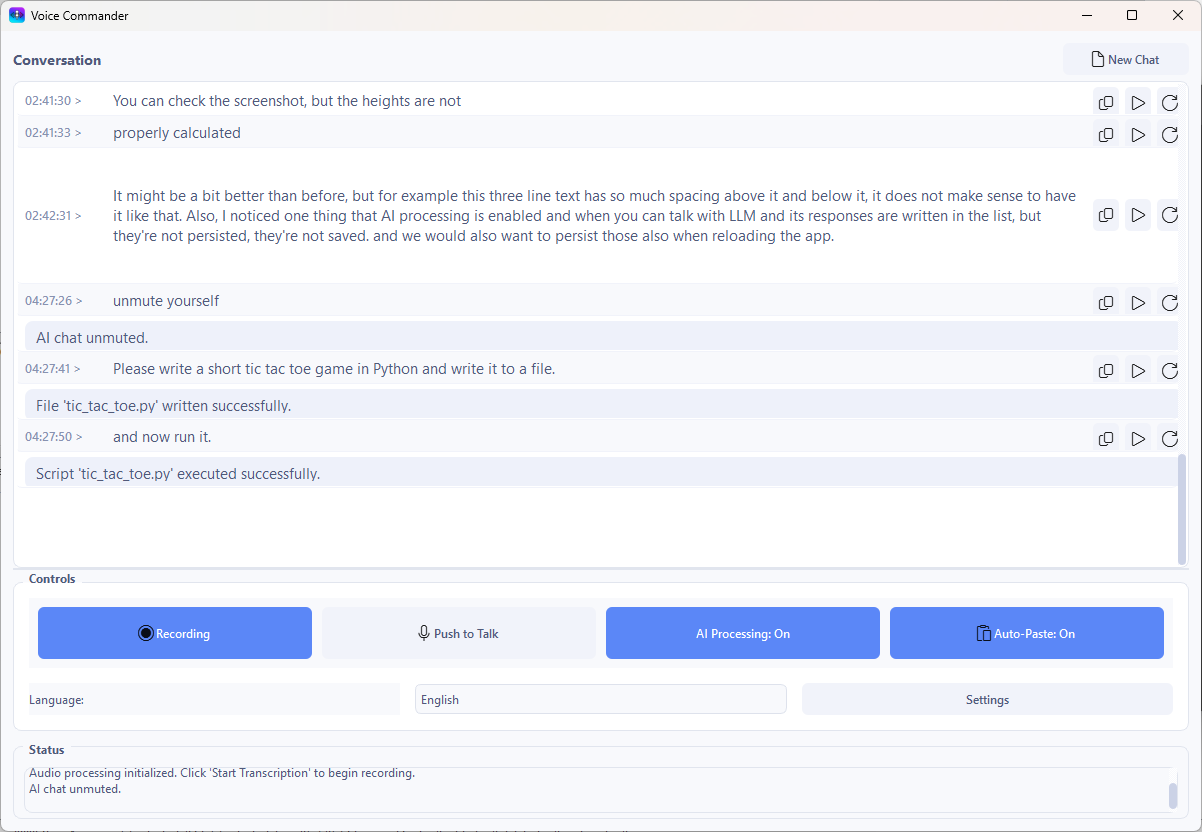 Voice Commander
Conversation
New Chat
02:41:30 > You can check the screenshot, but the heights are not
02:41:33 > properly calculated
It might be a bit better than before, but for example this three line text has so much spacing above it and below it, it does not make sense to have
02:42:31 > it like that. Also, I noticed one thing that AI processing is enabled and when you can talk with LLM and its responses are written in the list, but
they're not persisted, they're not saved. and we would also want to persist those also when reloading the app.
04:27:26 > unmute yourself
AI chat unmuted.
04:27:41 > Please write a short tic tac toe game in Python and write it to a file.
File 'tic_tac_toe.py' written successfully.
04:27:50 > and now run it.
Script 'tic_tac_toe.py' executed successfully.
Controls
Recording
Push to Talk
AI Processing: On
Auto-Paste: On
Language:
English
Settings
Status
Audio processing initialized. Click 'Start Transcription' to begin recording.
AI chat unmuted.